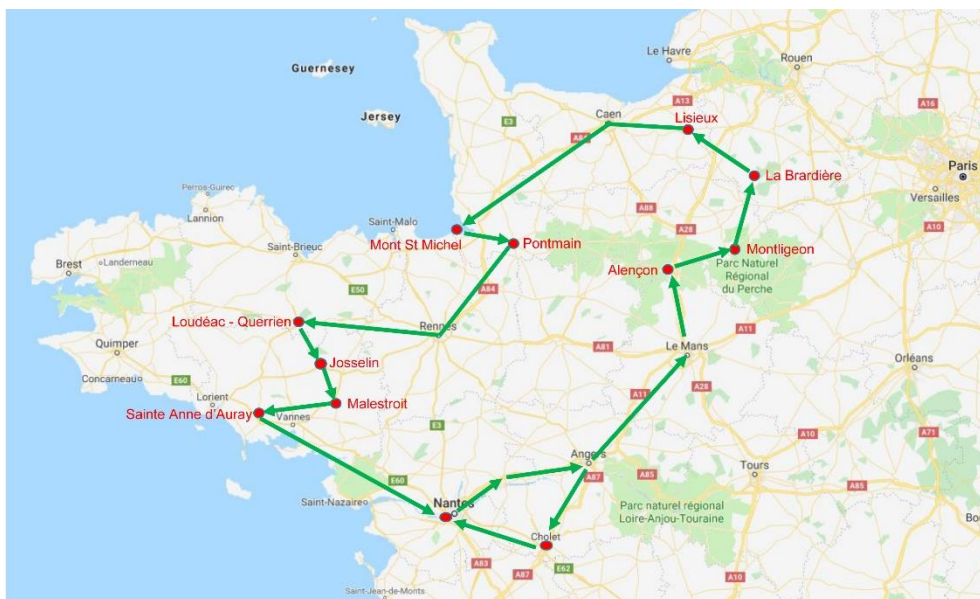 Le Havre
Rouen
Guernesey
A13
A16
Jersey
E3
Caen
Lisieux
A84
Paris
La Brardière
Versailles
Perros-Guirec
Lannion
Saint-Malo
A88
A28
A10
Mont St Michel
Pontmain
Montligeon
Saint-Brieuc
Brest
Landerneau
Alençon
Parc Naturel
Régional
du Perche
E50
A84
Loudéac - Querrien
Rennes
A11
Quimper
A81
Le Mans
Orléans
Josselin
Concarneau
E60
A28
Lorient
Malestroit
A11
Sainte Anne d'Auray
Vannes
E3
A10
A71
Angers
Tours
E60
A87
A85
A85
Saint-Nazaire
Nantes
Parc naturel régional
Loire-Anjou-Touraine
Cholet
A83
A87
E62
A10
Saint-Jean-de-Monts